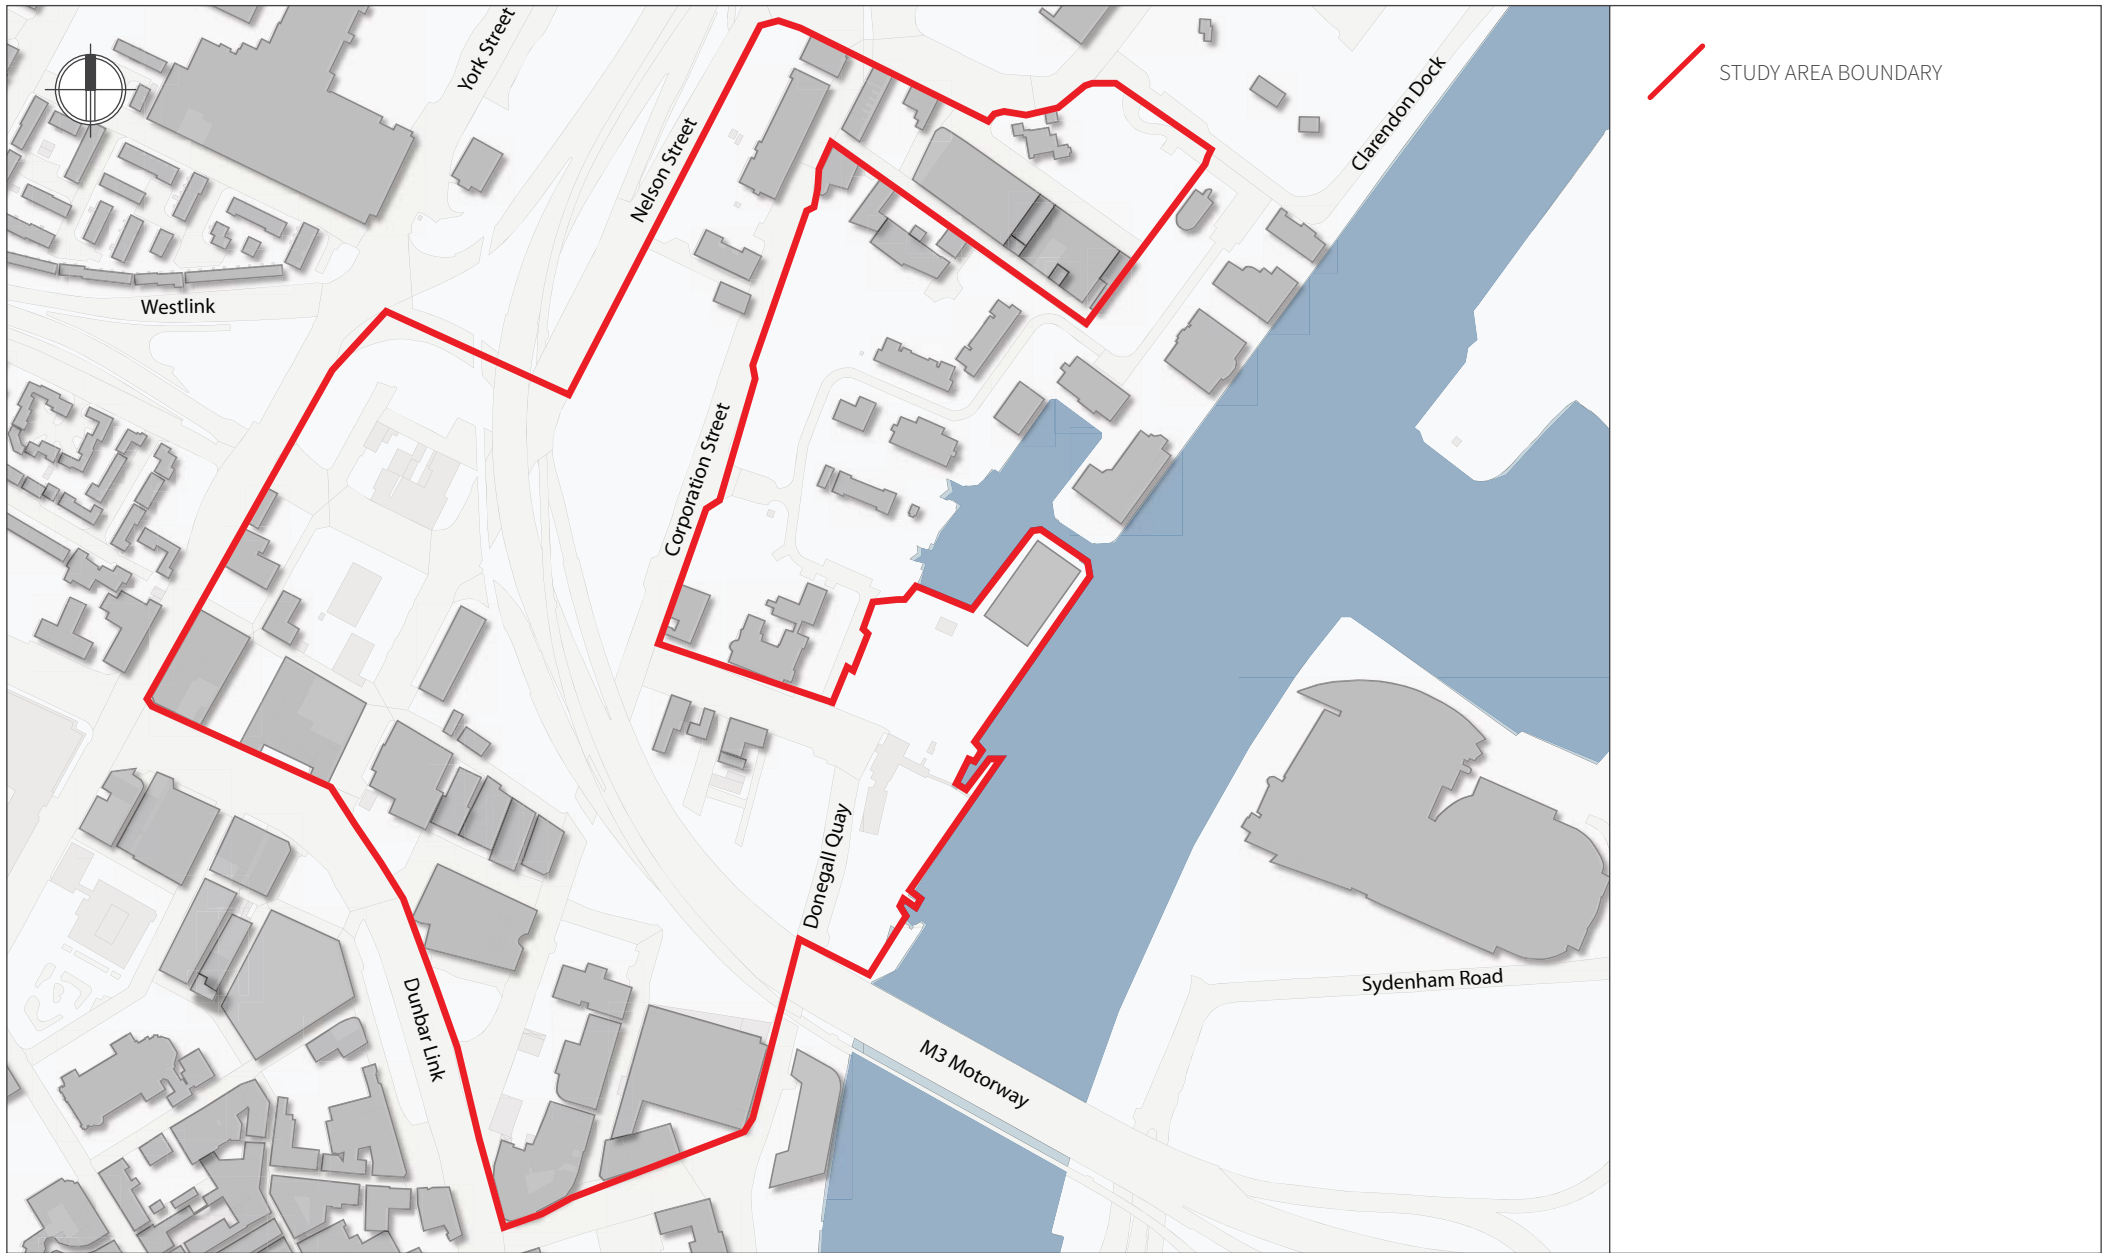 York Street
STUDY AREA BOUNDARY
Clarendon Dock
Nelson Street
Westlink
Corporation Street
Donegall Quay
Sydenham Road
Dunbar Link
M3 Motorway